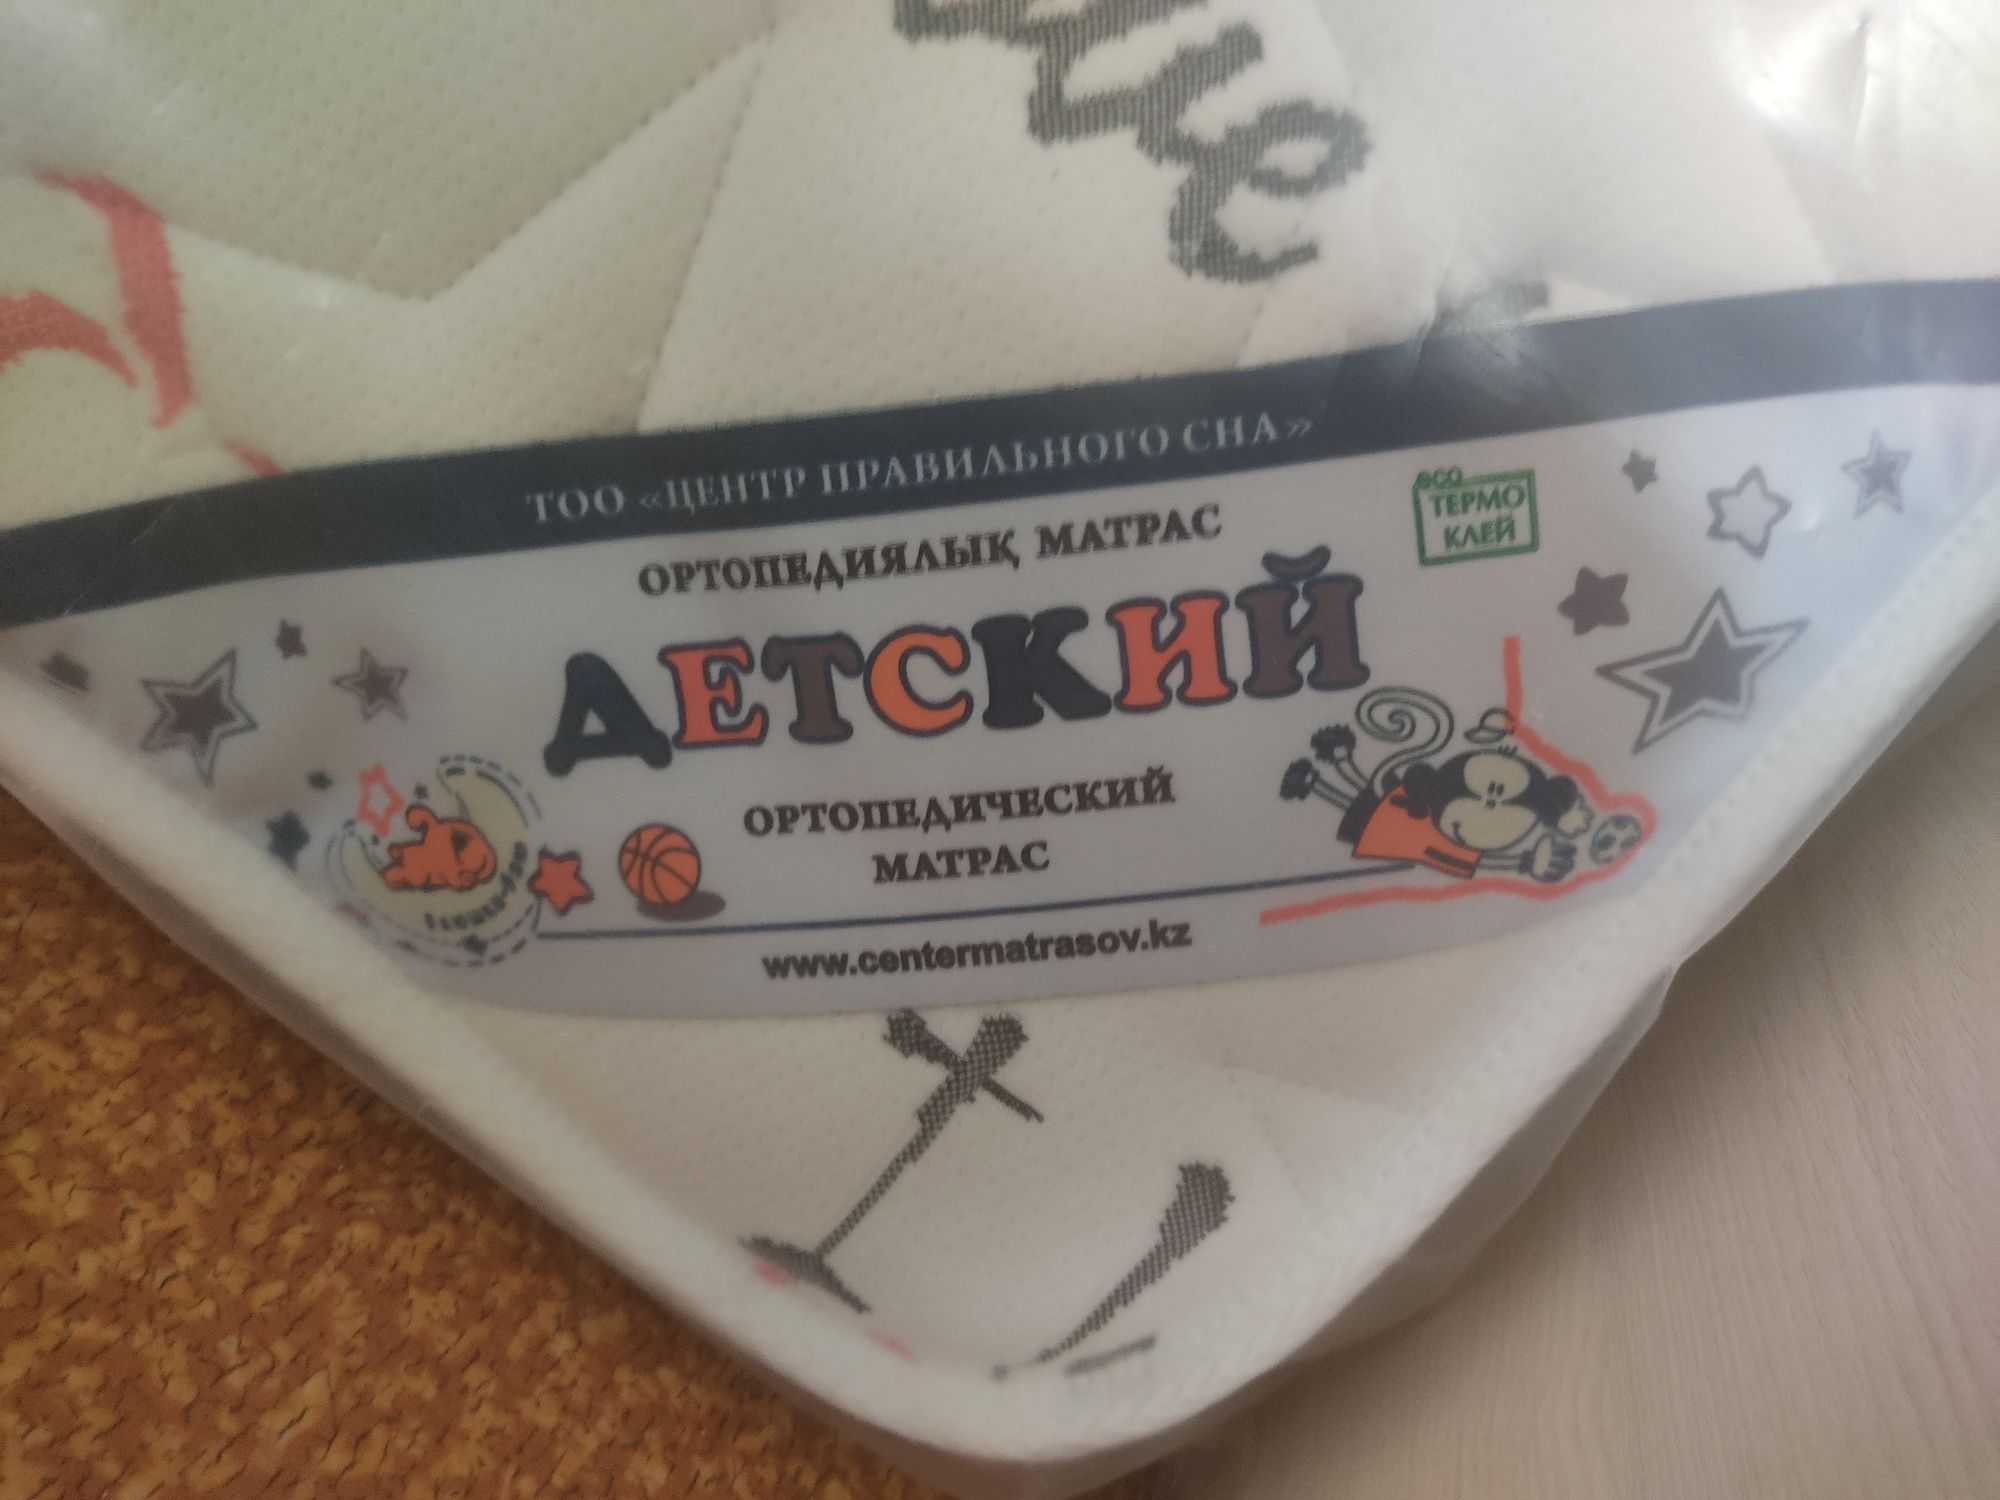 ТОО «ЦЕНТР ПРАВИЛЬНОГО СНА»
ОРТОПЕДИЯЛЫҚ МАТРАС
eco
ТЕРМО
КЛЕЙ
ДЕТСКИЙ
ОРТОПЕДИЧЕСКИЙ
МАТРАС
www.centermatrasov.kz